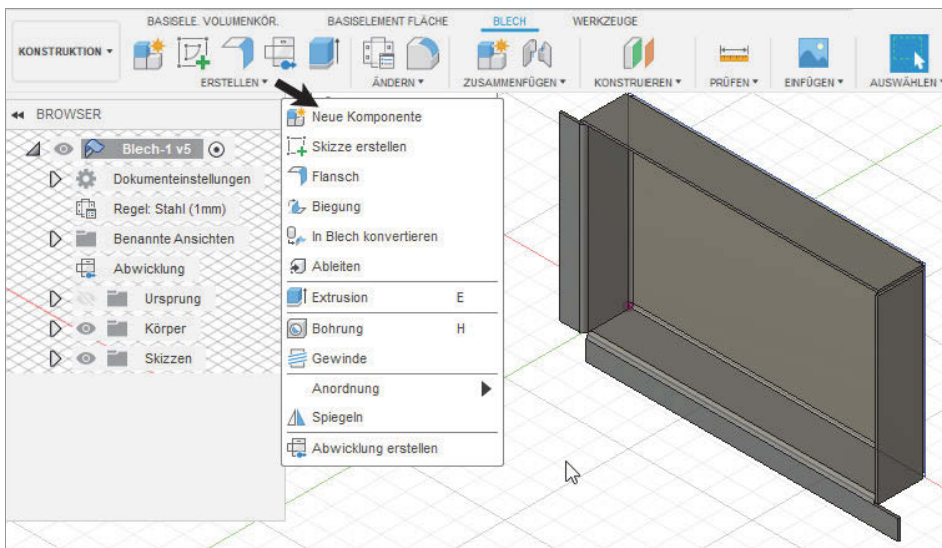 BASISELE. VOLUMENKÖR. BASISELEMENT FLÄCHE BLECH WERKZEUGE
KONSTRUKTION
ERSTELLEN ÄNDERN ZUSAMMENFÜGEN KONSTRUIEREN PRÜFEN EINFÜGEN AUSWÄHLEN
BROWSER
Blech-1 v5
Dokumenteinstellungen
Regel: Stahl (1mm)
Benannte Ansichten
Abwicklung
Ursprung
Körper
Skizzen
Neue Komponente
Skizze erstellen
Flansch
Biegung
In Blech konvertieren
Ableiten
Extrusion E
Bohrung H
Gewinde
Anordnung
Spiegeln
Abwicklung erstellen